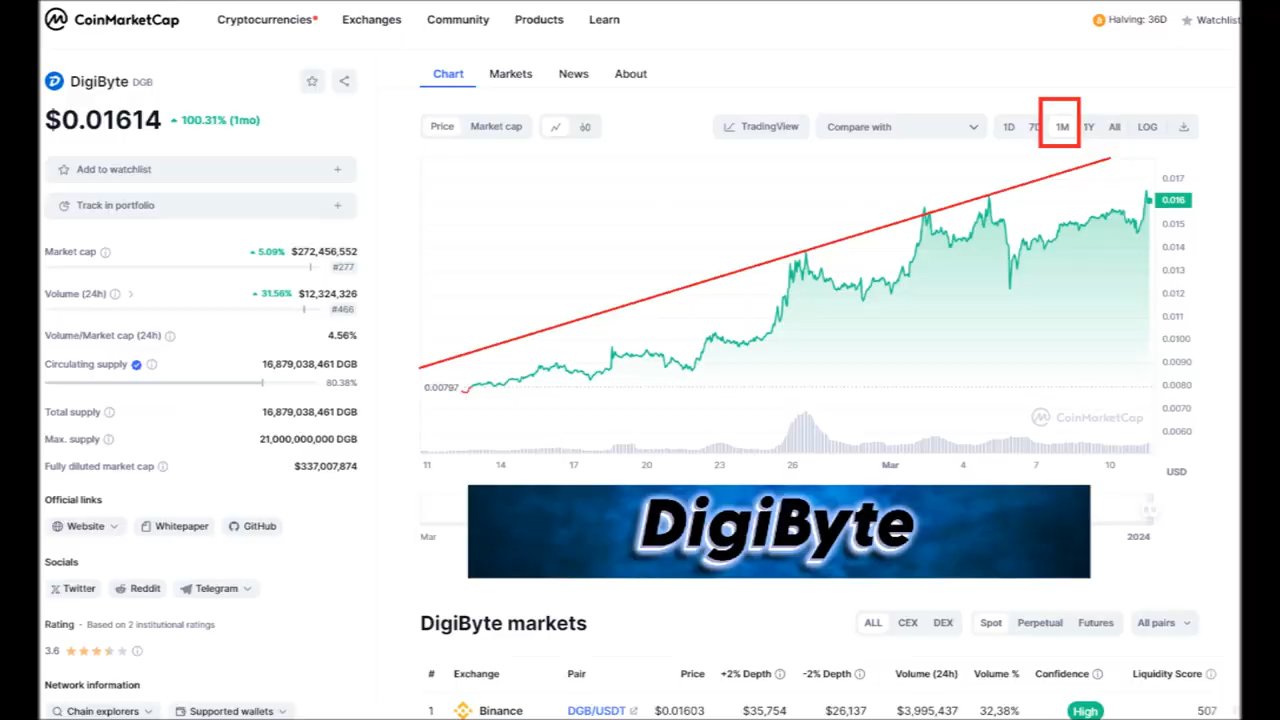 CoinMarketCap
Cryptocurrencies Exchanges Community Products Learn
Halving: 36D Watchlist
DigiByte DGB
$0.01614 100.31% (1mo)
Add to watchlist +
Track in portfolio +
Market cap 5.09% $272,456,552
#277
Volume (24h) 31.56% $12,324,326
#466
Volume/Market cap (24h) 4.56%
Circulating supply 16,879,038,461 DGB
80.38%
Total supply 16,879,038,461 DGB
Max. supply 21,000,000,000 DGB
Fully diluted market cap $337,007,874
Official links
Website Whitepaper GitHub
Socials
Twitter Reddit Telegram
Rating · Based on 2 institutional ratings
3.6
Network information
Chain explorers Supported wallets
Chart Markets News About
Price Market cap
TradingView Compare with 1D 7D 1M 1Y All LOG
0.017
0.016
0.015
0.014
0.013
0.012
0.011
0.0100
0.0090
0.0080
0.0070
0.0060
0.00797
CoinMarketCap
11 14 17 20 23 26 Mar 4 7 10
USD
Mar 2024
DigiByte
DigiByte markets
ALL CEX DEX Spot Perpetual Futures All pairs
# Exchange Pair Price +2% Depth -2% Depth Volume (24h) Volume % Confidence Liquidity Score
1 Binance DGB/USDT $0.01603 $35,754 $26,137 $3,995,437 32,38% High 507